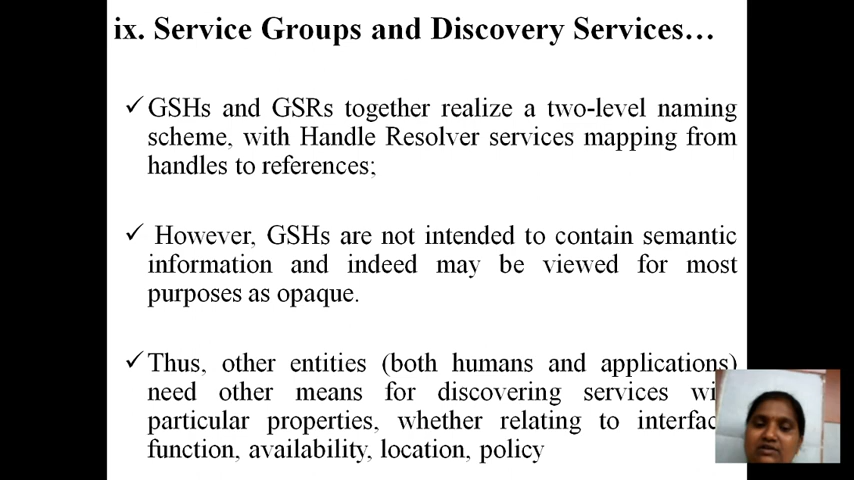 ix. Service Groups and Discovery Services…
✓ GSHs and GSRs together realize a two-level naming
scheme, with Handle Resolver services mapping from
handles to references;
✓ However, GSHs are not intended to contain semantic
information and indeed may be viewed for most
purposes as opaque.
✓ Thus, other entities (both humans and applications)
need other means for discovering services
particular properties, whether relating to
function, availability, location, policy